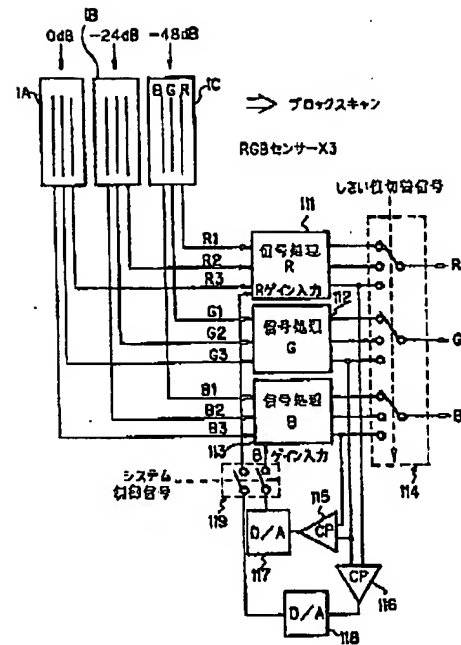 1B
0dB
-24dB
-48dB
1A
B G R
1C
ブロックスキャン
RGBセンサーX3
しきい値切替信号
111
R1
R2
R3
信号処理
R
Rゲイン入力
R
112
G1
G2
G3
信号処理
G
G
B1
B2
B3
信号処理
B
113
B
ゲイン入力
B
114
システム
119
115
D/A
CP
117
CP
116
D/A
118